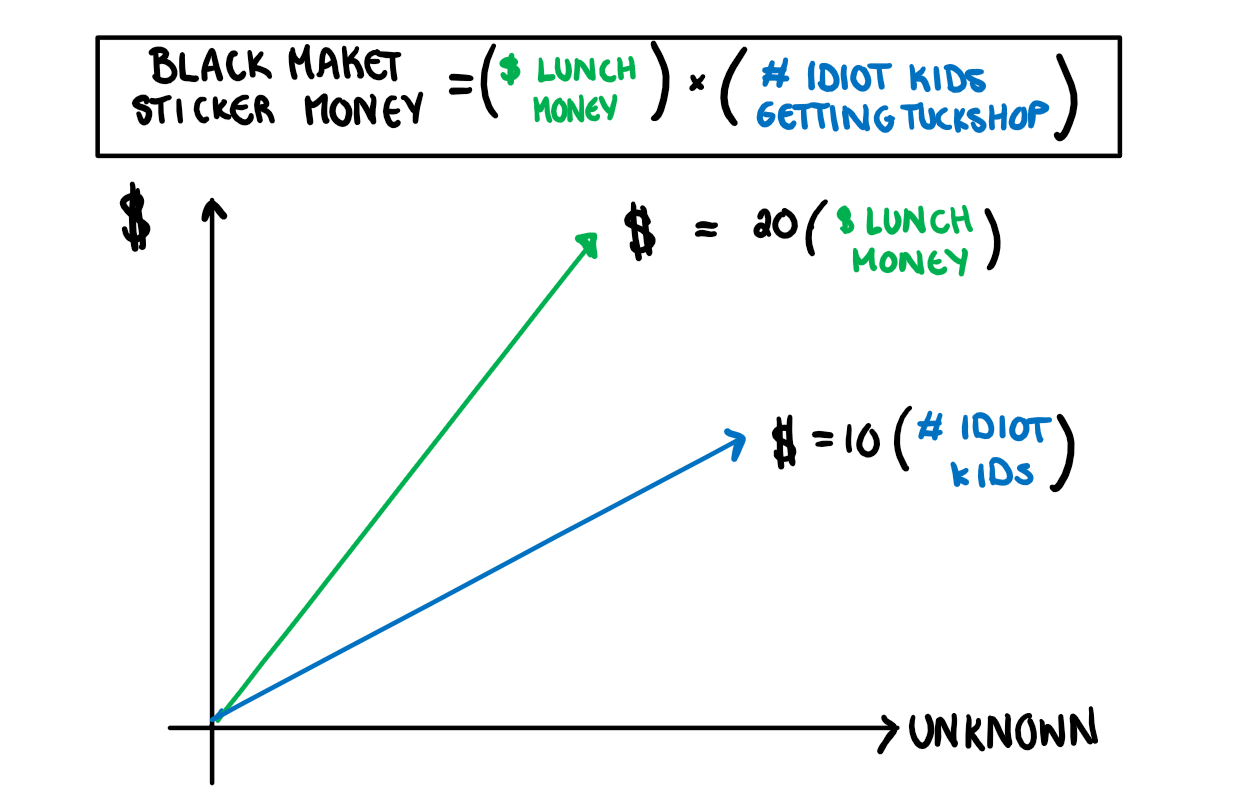 BLACK MAKET
STICKER MONEY = ($ LUNCH MONEY) × (# IDIOT KIDS GETTING TUCKSHOP)
$
$ = 20 ($ LUNCH MONEY)
$ = 10 (# IDIOT KIDS)
UNKNOWN